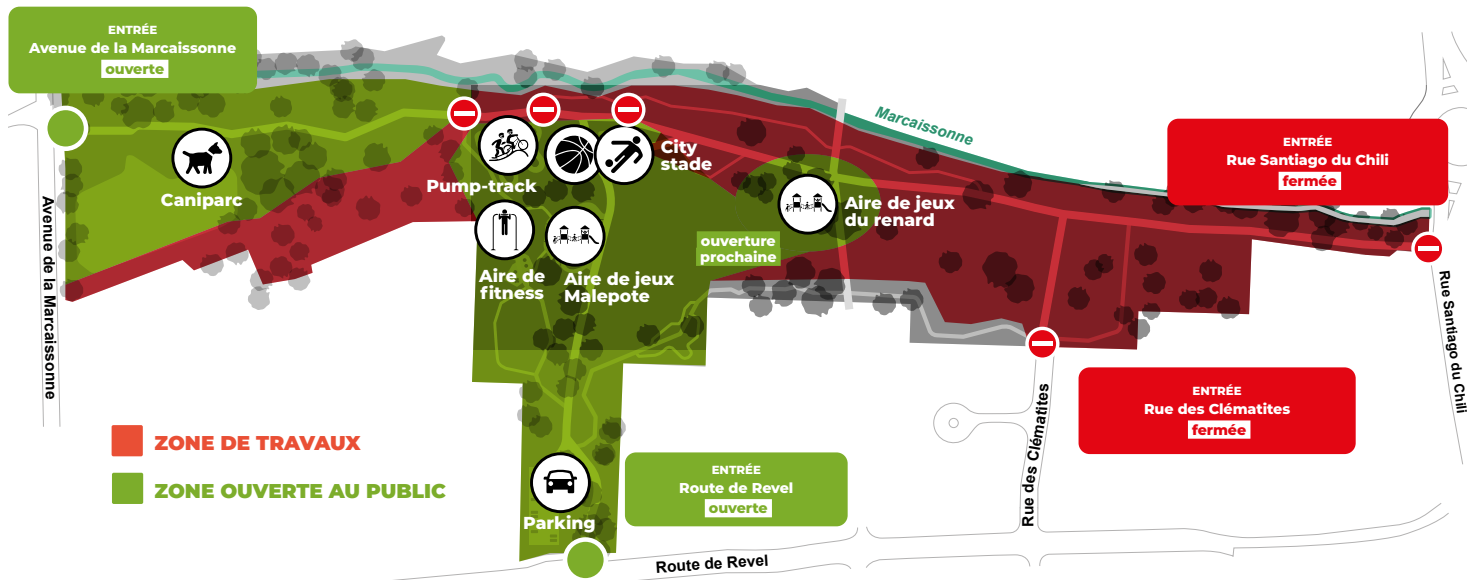 ENTRÉE
Avenue de la Marcaissonne
ouverte
Marcaissonne
ENTRÉE
Rue Santiago du Chili
fermée
City
stade
Pump-track
Caniparc
Aire de jeux
du renard
ouverture
prochaine
Aire de
fitness
Aire de jeux
Malepote
Avenue de la Marcaissonne
Rue Santiago du Chili
ENTRÉE
Rue des Clématites
fermée
Rue des Clématites
ZONE DE TRAVAUX
ZONE OUVERTE AU PUBLIC
ENTRÉE
Route de Revel
ouverte
Parking
Route de Revel